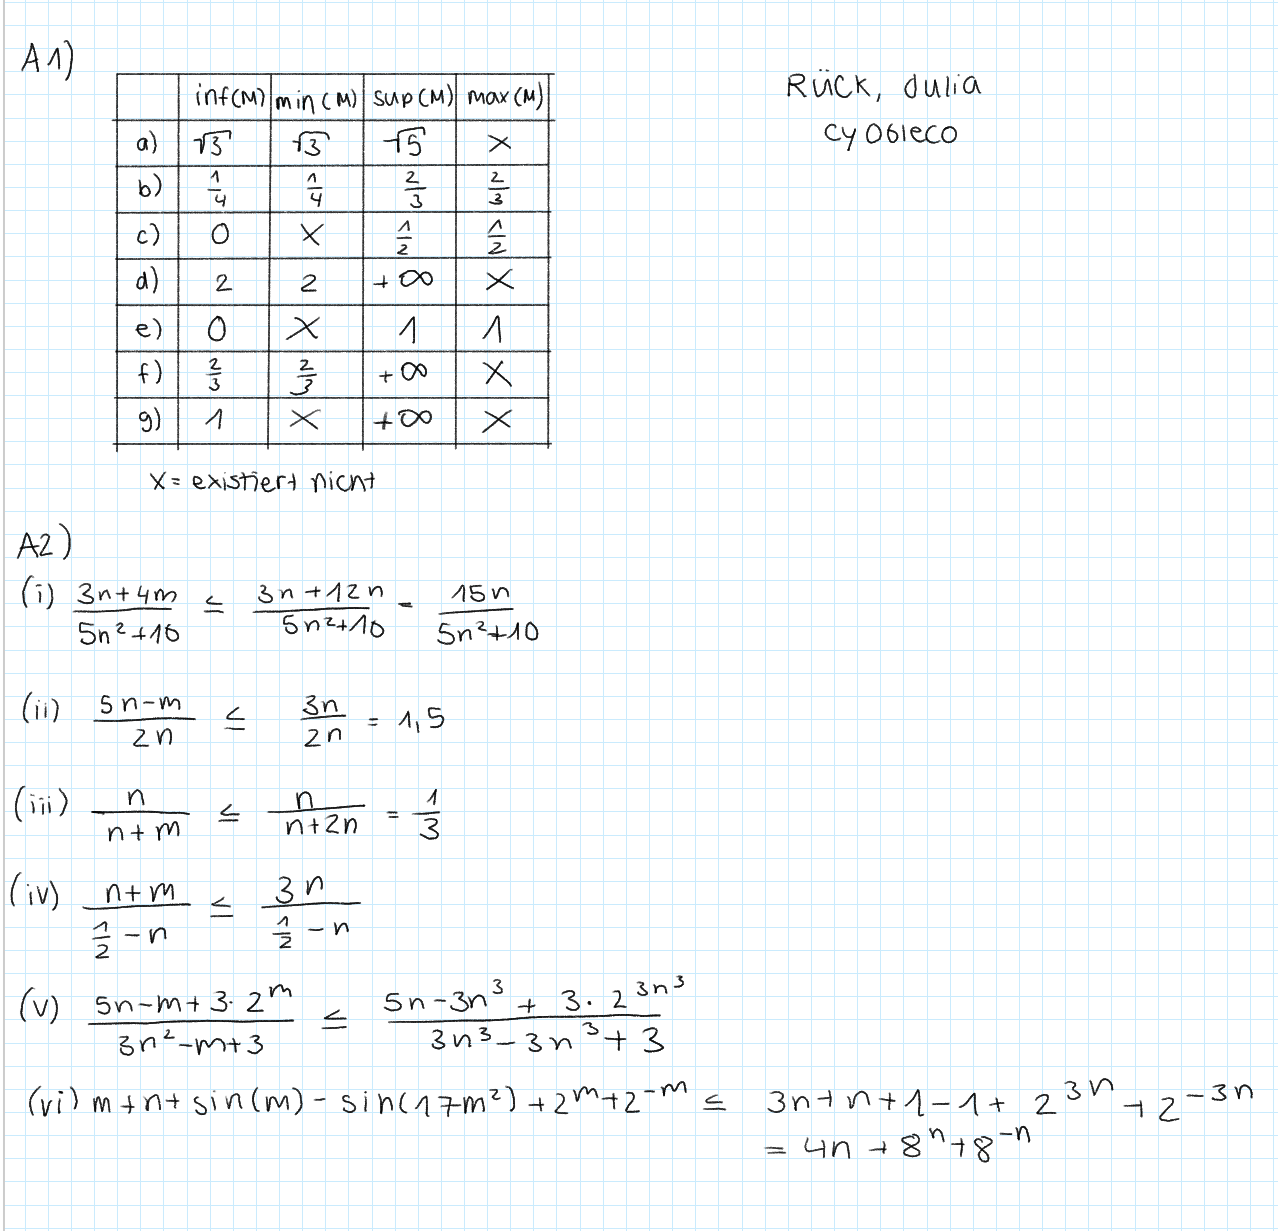 A1)
Rück, Julia
cy06leco
inf(M) min(M) sup(M) max(M)
a) √3 √3 √5 X
b) 1/4 1/4 2/3 2/3
c) 0 X 1/2 1/2
d) 2 2 +∞ X
e) 0 X 1 1
f) 2/3 2/3 +∞ X
g) 1 X +∞ X
X = existiert nicht
A2)
(i) (3n+4m)/(5n²+10) ≤ (3n+12n)/(5n²+10) = 15n/(5n²+10)
(ii) (5n-m)/(2n) ≤ 3n/2n = 1,5
(iii) n/(n+m) ≤ n/(n+2n) = 1/3
(iv) (n+m)/(1/2-n) ≤ 3n/(1/2-n)
(v) (5n-m+3·2^m)/(3n²-m+3) ≤ (5n-3n³+3·2^(3n³))/(3n³-3n³+3)
(vi) m+n+sin(m)-sin(17m²)+2^m+2^(-m) ≤ 3n+n+1-1+2^(3n)+2^(-3n)
= 4n+8^n+8^(-n)